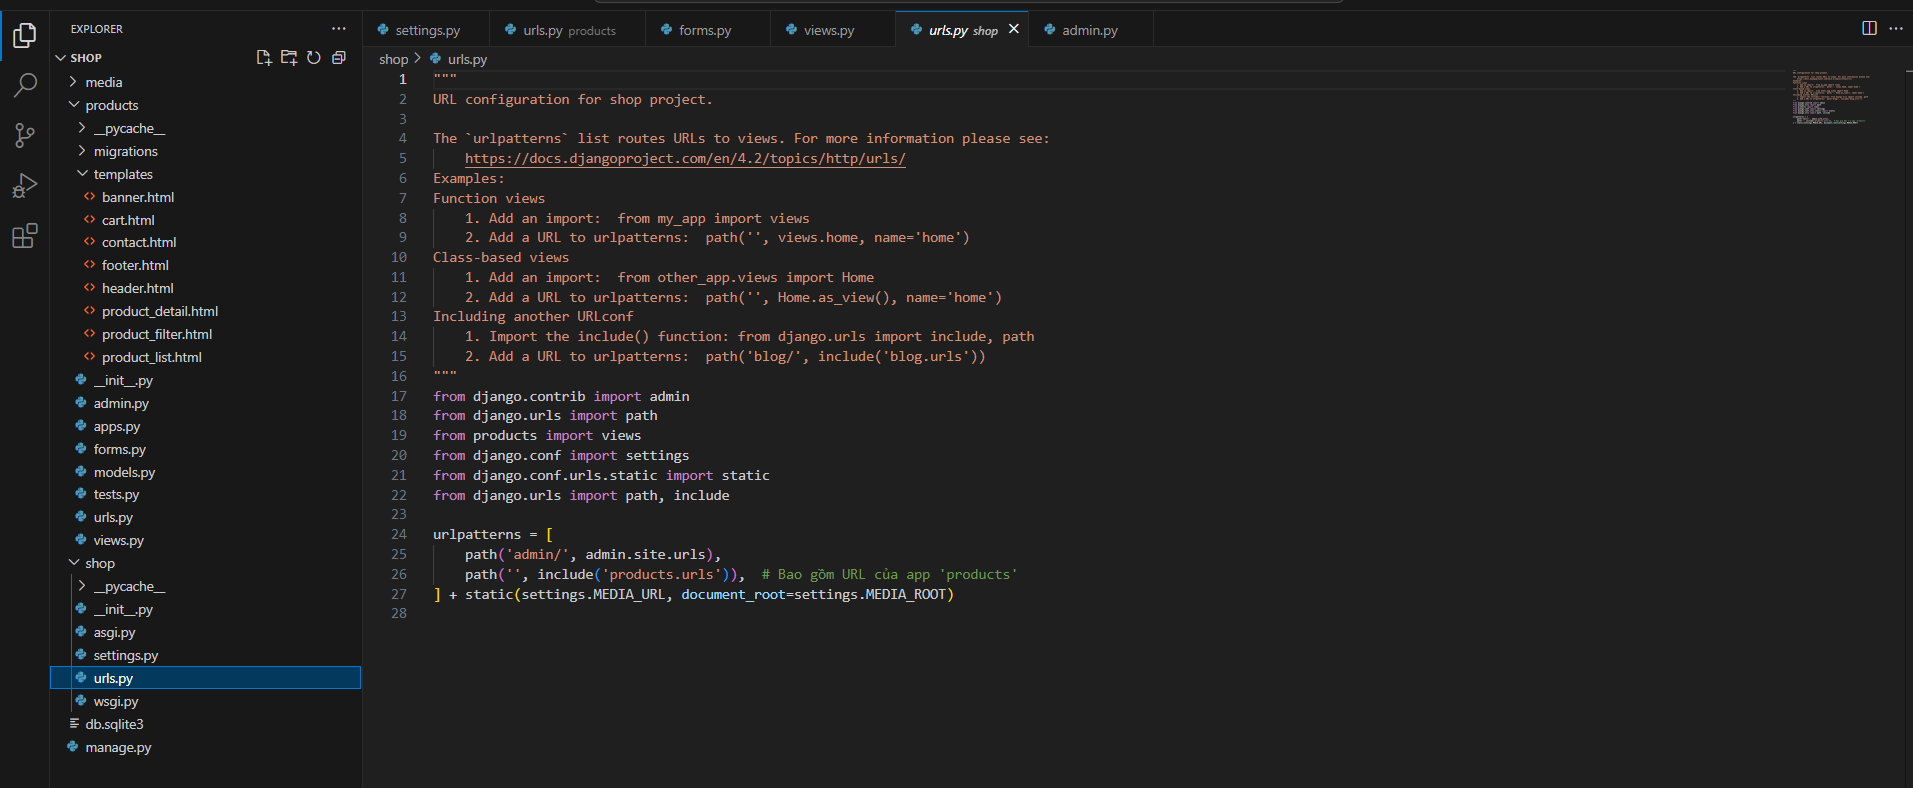 EXPLORER
SHOP
media
products
__pycache__
migrations
templates
banner.html
cart.html
contact.html
footer.html
header.html
product_detail.html
product_filter.html
product_list.html
__init__.py
admin.py
apps.py
forms.py
models.py
tests.py
urls.py
views.py
shop
__pycache__
__init__.py
asgi.py
settings.py
urls.py
wsgi.py
db.sqlite3
manage.py
settings.py
urls.py products
forms.py
views.py
urls.py shop
admin.py
shop > urls.py
1 """
2 URL configuration for shop project.
3
4 The `urlpatterns` list routes URLs to views. For more information please see:
5     https://docs.djangoproject.com/en/4.2/topics/http/urls/
6 Examples:
7 Function views
8     1. Add an import:  from my_app import views
9     2. Add a URL to urlpatterns:  path('', views.home, name='home')
10 Class-based views
11     1. Add an import:  from other_app.views import Home
12     2. Add a URL to urlpatterns:  path('', Home.as_view(), name='home')
13 Including another URLconf
14     1. Import the include() function: from django.urls import include, path
15     2. Add a URL to urlpatterns:  path('blog/', include('blog.urls'))
16 """
17 from django.contrib import admin
18 from django.urls import path
19 from products import views
20 from django.conf import settings
21 from django.conf.urls.static import static
22 from django.urls import path, include
23
24 urlpatterns = [
25     path('admin/', admin.site.urls),
26     path('', include('products.urls')),  # Bao gồm URL của app 'products'
27 ] + static(settings.MEDIA_URL, document_root=settings.MEDIA_ROOT)
28